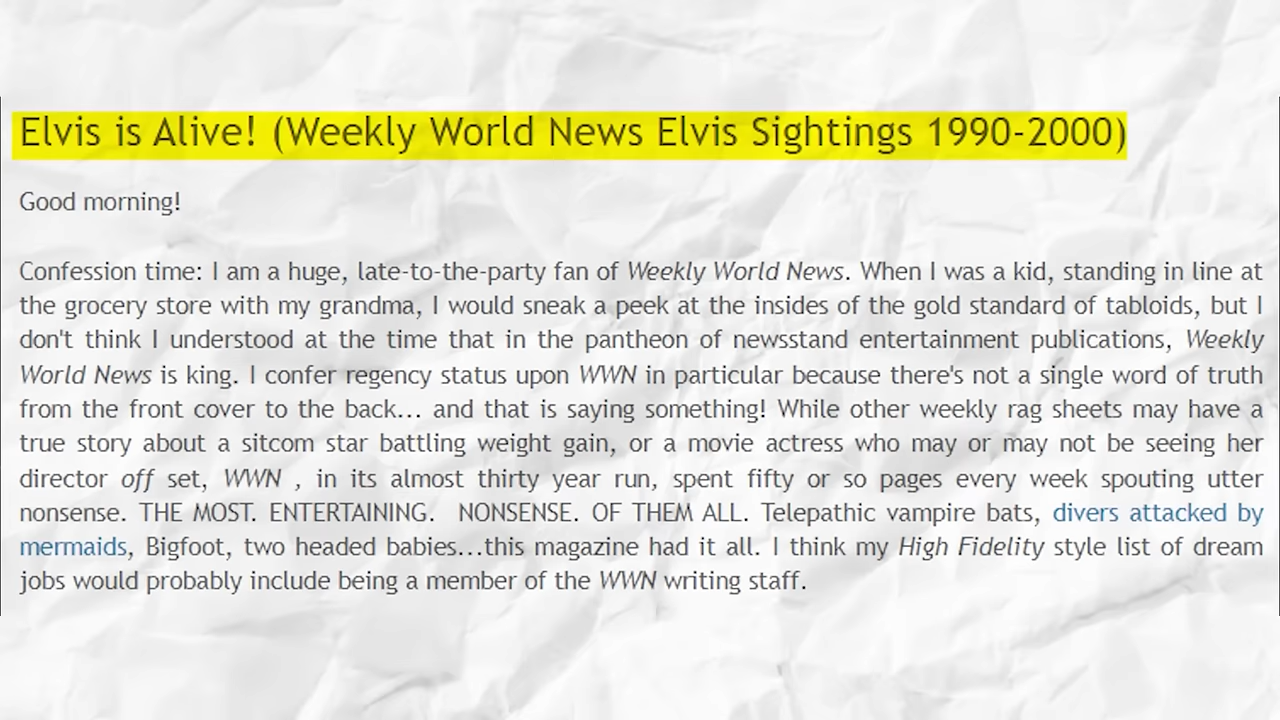 Elvis is Alive! (Weekly World News Elvis Sightings 1990-2000)
Good morning!
Confession time: I am a huge, late-to-the-party fan of Weekly World News. When I was a kid, standing in line at
the grocery store with my grandma, I would sneak a peek at the insides of the gold standard of tabloids, but I
don't think I understood at the time that in the pantheon of newsstand entertainment publications, Weekly
World News is king. I confer regency status upon WWN in particular because there's not a single word of truth
from the front cover to the back... and that is saying something! While other weekly rag sheets may have a
true story about a sitcom star battling weight gain, or a movie actress who may or may not be seeing her
director off set, WWN , in its almost thirty year run, spent fifty or so pages every week spouting utter
nonsense. THE MOST. ENTERTAINING. NONSENSE. OF THEM ALL. Telepathic vampire bats, divers attacked by
mermaids, Bigfoot, two headed babies...this magazine had it all. I think my High Fidelity style list of dream
jobs would probably include being a member of the WWN writing staff.